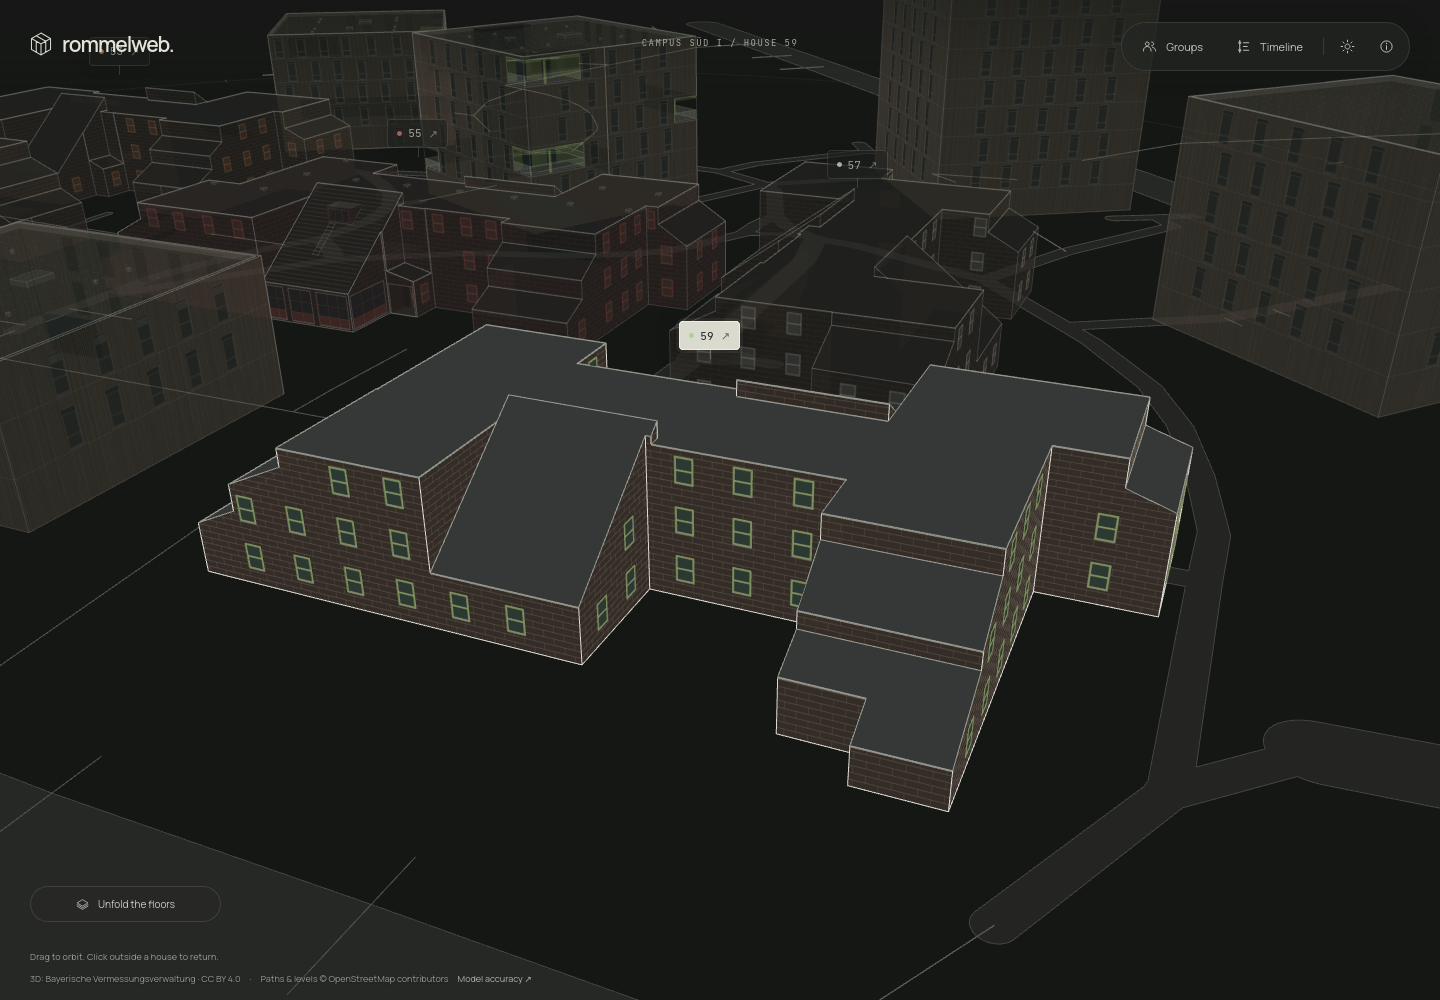 rommelweb.
CAMPUS SÜD I / HOUSE 59
Groups
Timeline
55 ↗
57 ↗
59 ↗
Unfold the floors
Drag to orbit. Click outside a house to return.
3D: Bayerische Vermessungsverwaltung · CC BY 4.0 · Paths & levels © OpenStreetMap contributors Model accuracy ↗